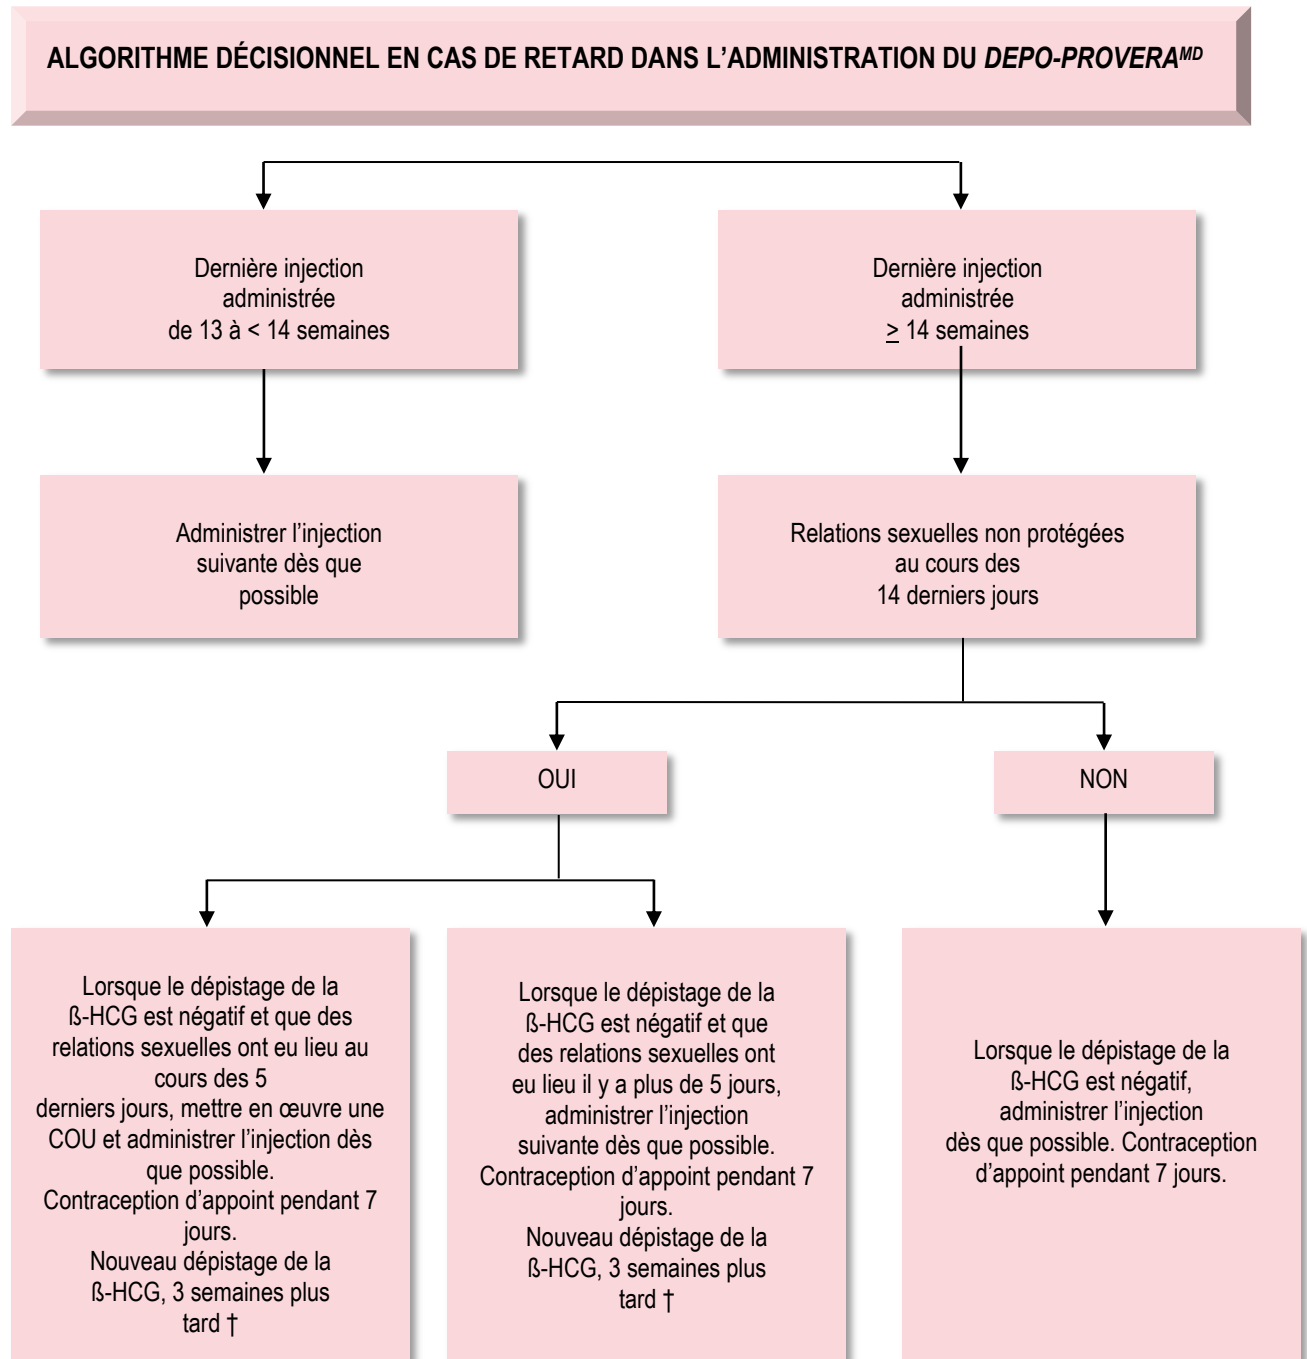 ALGORITHME DÉCISIONNEL EN CAS DE RETARD DANS L’ADMINISTRATION DU DEPO-PROVERAMD
Dernière injection
administrée
de 13 à < 14 semaines
Dernière injection
administrée
≥ 14 semaines
Administrer l’injection
suivante dès que
possible
Relations sexuelles non protégées
au cours des
14 derniers jours
OUI
NON
Lorsque le dépistage de la
ß-HCG est négatif et que des
relations sexuelles ont eu lieu au
cours des 5
derniers jours, mettre en œuvre une
COU et administrer l’injection dès
que possible.
Contraception d’appoint pendant 7
jours.
Nouveau dépistage de la
ß-HCG, 3 semaines plus
tard †
Lorsque le dépistage de la
ß-HCG est négatif et que
des relations sexuelles ont
eu lieu il y a plus de 5 jours,
administrer l’injection
suivante dès que possible.
Contraception d’appoint pendant 7
jours.
Nouveau dépistage de la
ß-HCG, 3 semaines plus
tard †
Lorsque le dépistage de la
ß-HCG est négatif,
administrer l’injection
dès que possible. Contraception
d’appoint pendant 7 jours.